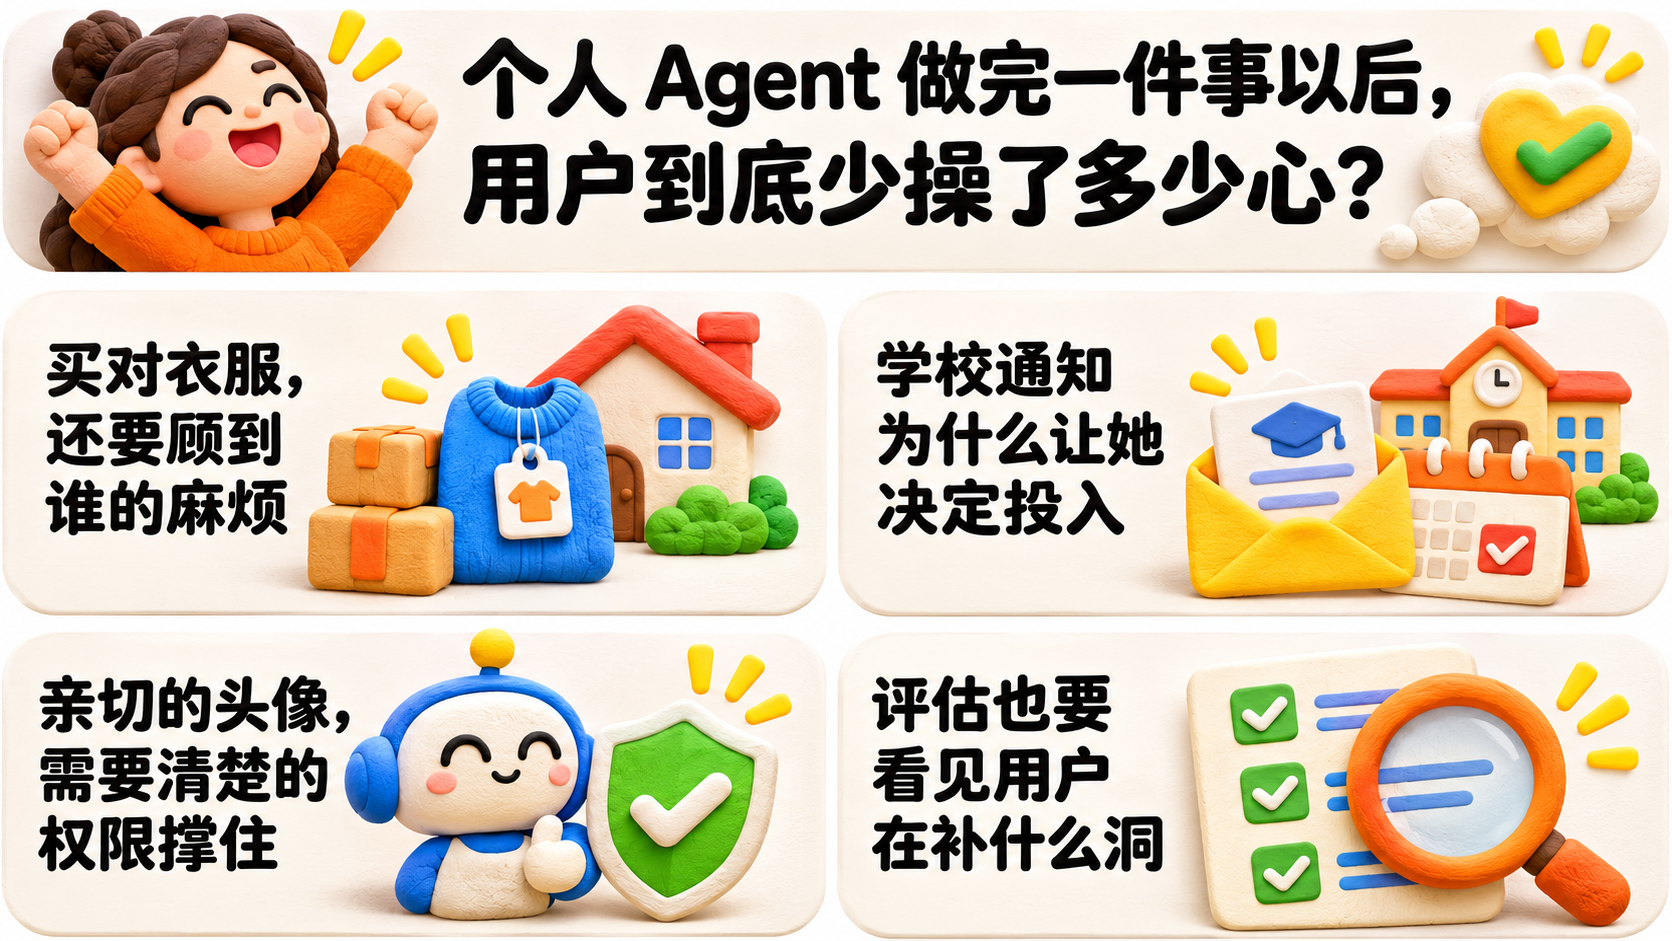 个人 Agent 做完一件事以后，
用户到底少操了多少心？
买对衣服，
还要顾到
谁的麻烦
学校通知
为什么让她
决定投入
亲切的头像，
需要清楚的
权限撑住
评估也要
看见用户
在补什么洞